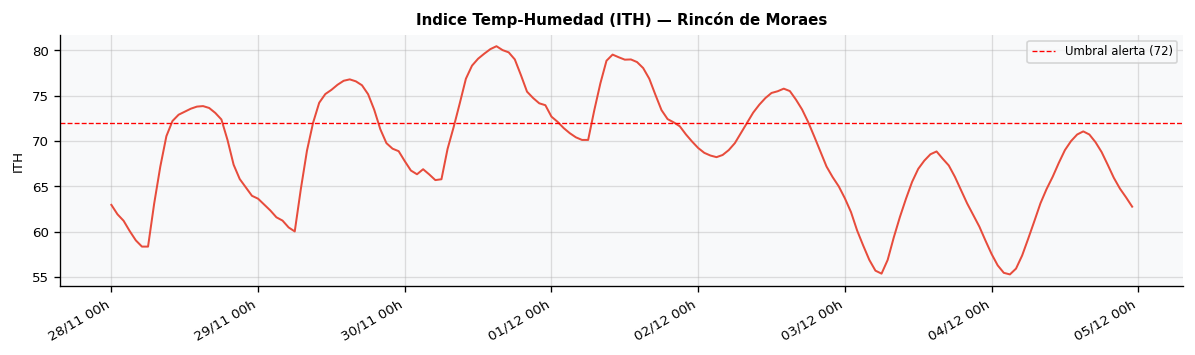 Indice Temp-Humedad (ITH) — Rincón de Moraes
Umbral alerta (72)
ITH
80
75
70
65
60
55
28/11 00h
29/11 00h
30/11 00h
01/12 00h
02/12 00h
03/12 00h
04/12 00h
05/12 00h